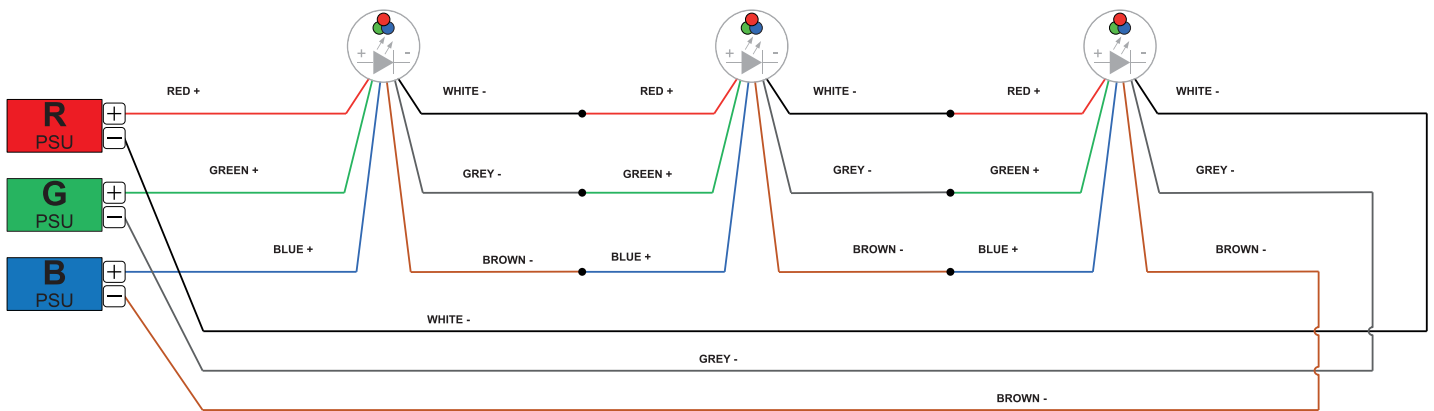 RED + WHITE - RED + WHITE - RED + WHITE -
R
PSU
+
−
GREEN + GREY - GREEN + GREY - GREEN + GREY -
G
PSU
+
−
BLUE + BROWN - BLUE + BROWN - BLUE + BROWN -
B
PSU
+
−
WHITE -
GREY -
BROWN -
+ -
+ -
+ -